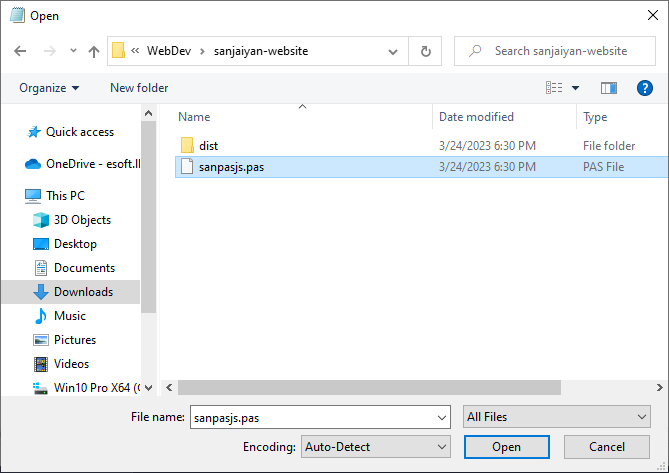 Open
WebDev sanjaiyan-website
Search sanjaiyan-website
Organize New folder
Name Date modified Type
dist 3/24/2023 6:30 PM File folder
sanpasjs.pas 3/24/2023 6:30 PM PAS File
Quick access
OneDrive - esoft.ll
This PC
3D Objects
Desktop
Documents
Downloads
Music
Pictures
Videos
Win10 Pro X64 (C
File name: sanpasjs.pas All Files
Encoding: Auto-Detect Open Cancel